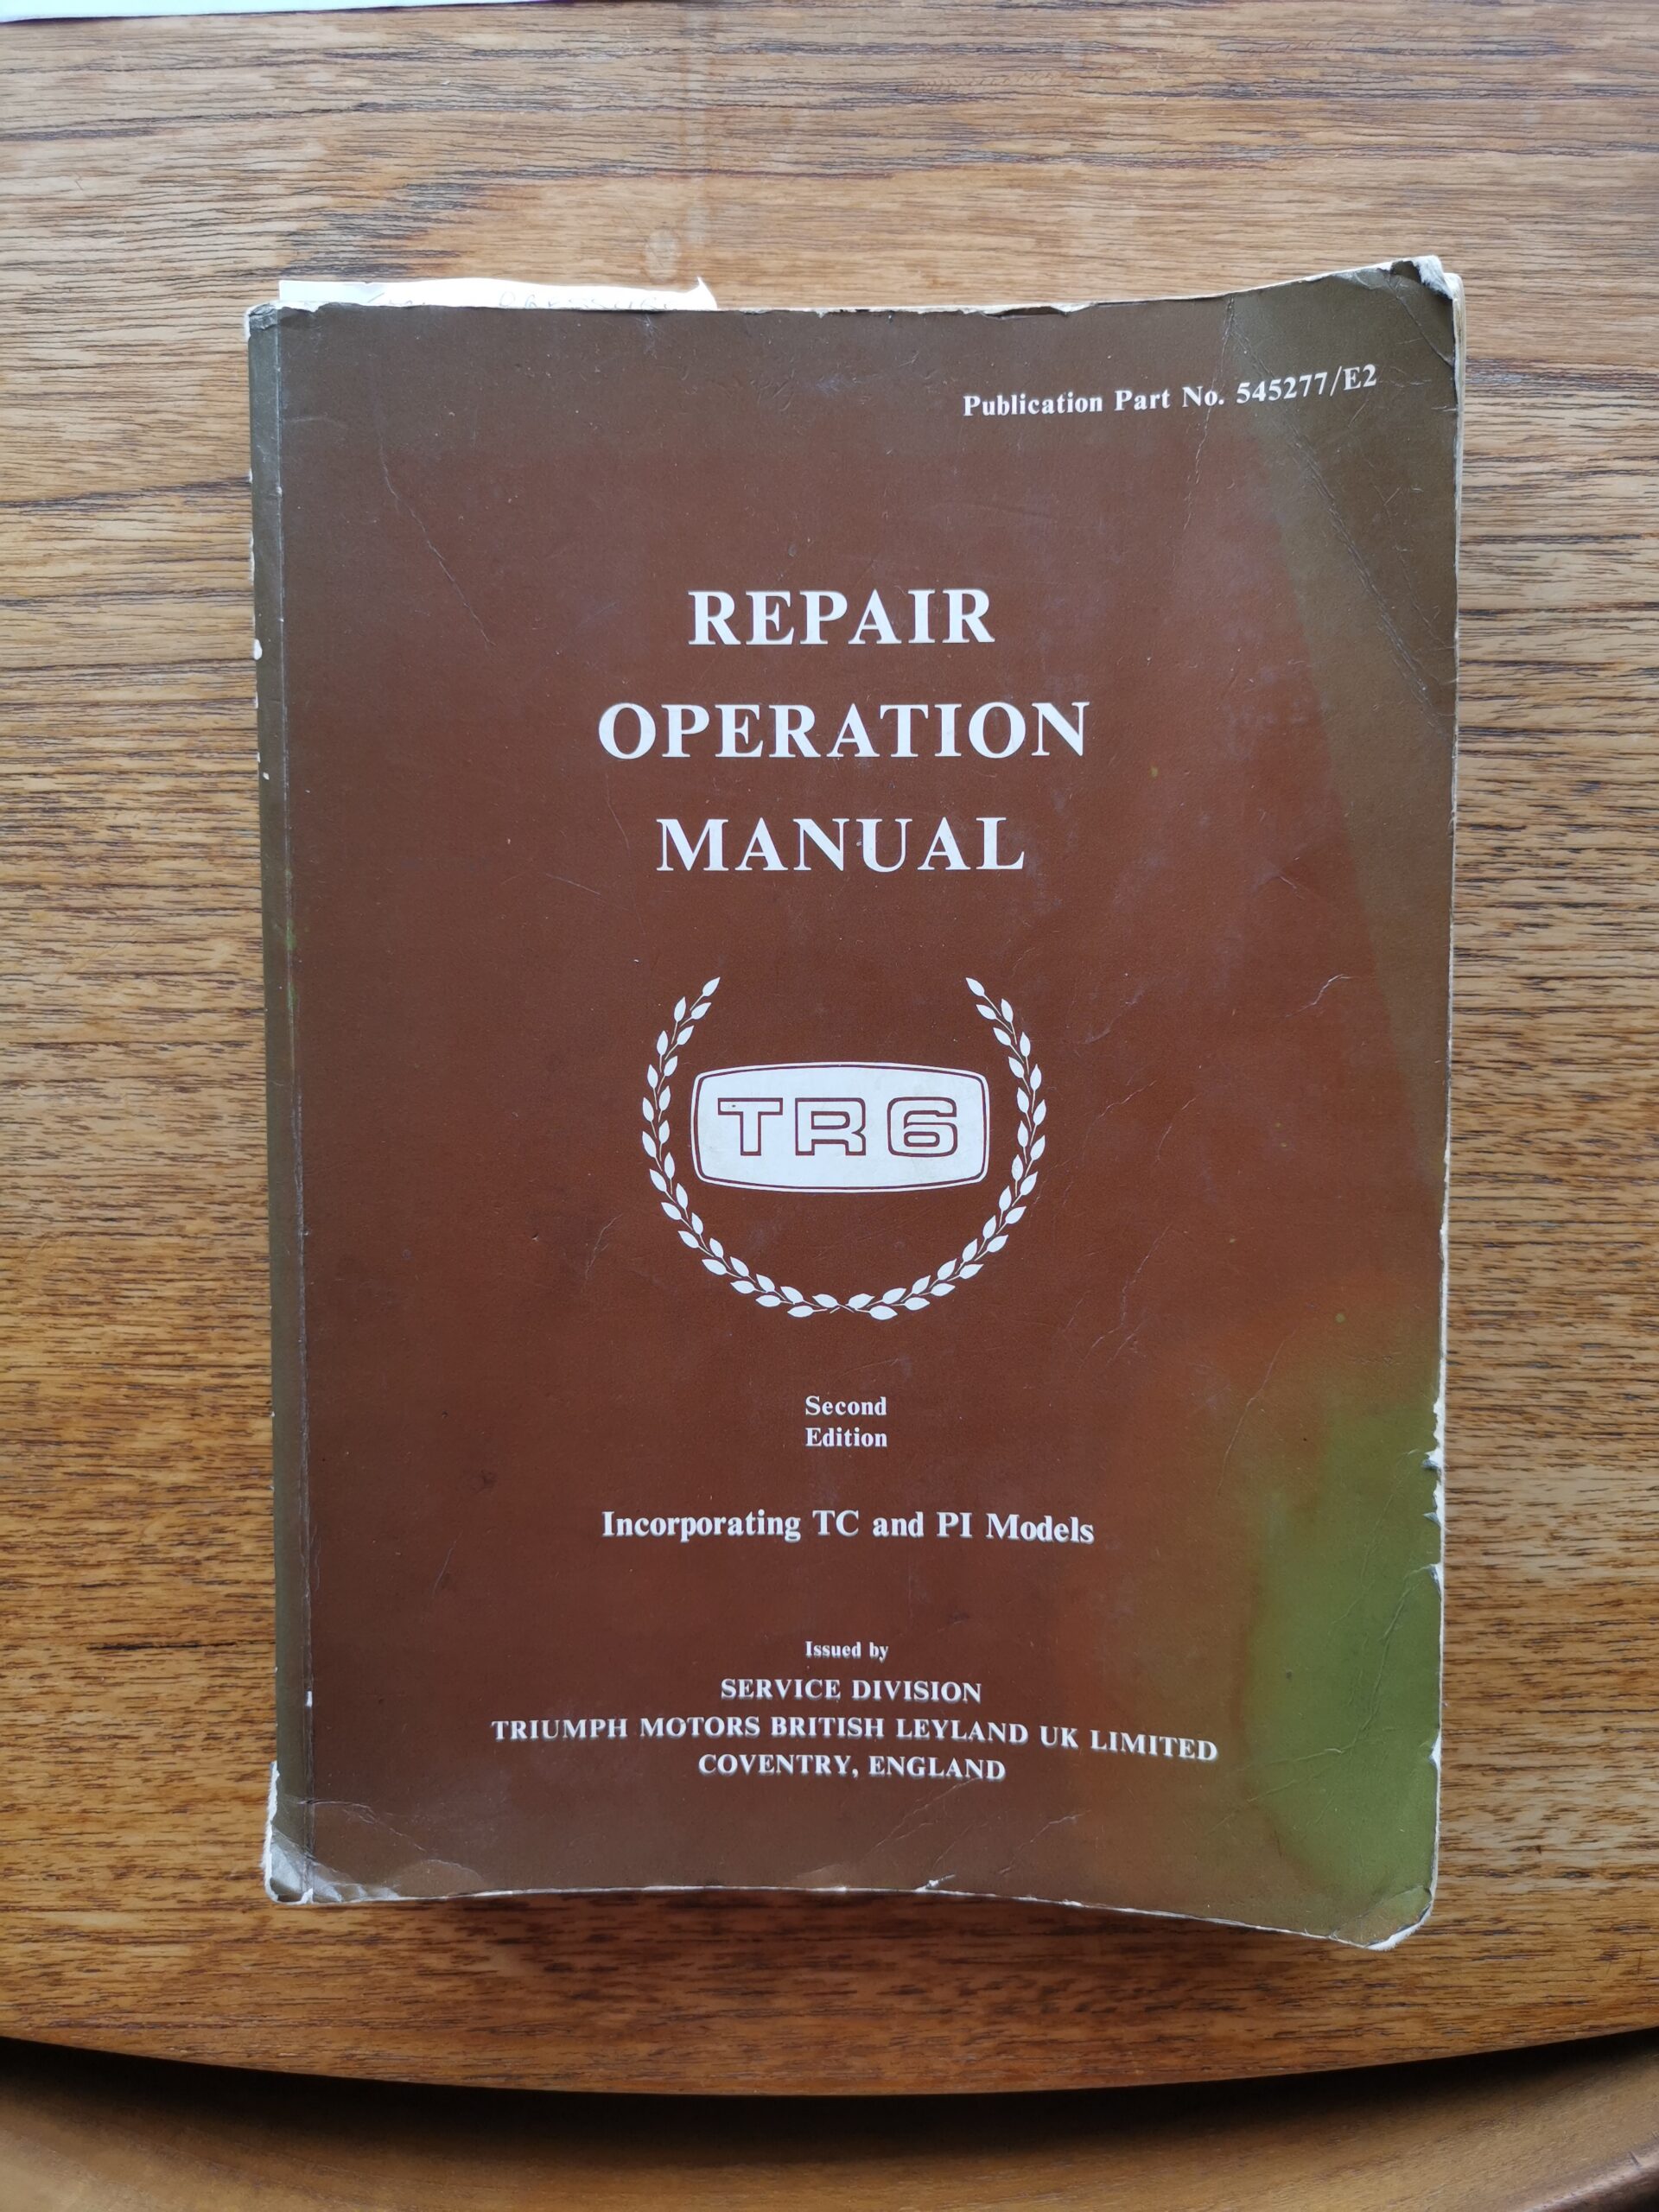 Publication Part No. 545277/E2
REPAIR
OPERATION
MANUAL
TR6
Second
Edition
Incorporating TC and PI Models
Issued by
SERVICE DIVISION
TRIUMPH MOTORS BRITISH LEYLAND UK LIMITED
COVENTRY, ENGLAND